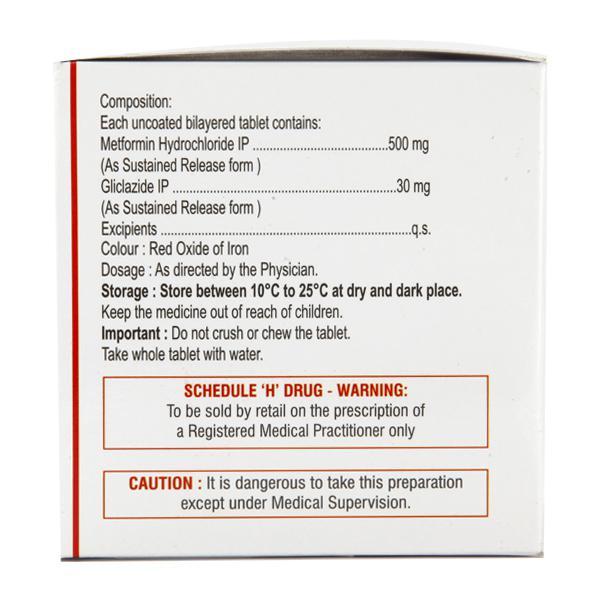 Composition:
Each uncoated bilayered tablet contains:
Metformin Hydrochloride IP ......................................500 mg
(As Sustained Release form )
Gliclazide IP ..............................................................30 mg
(As Sustained Release form )
Excipients .....................................................................q.s.
Colour : Red Oxide of Iron
Dosage : As directed by the Physician.
Storage : Store between 10°C to 25°C at dry and dark place.
Keep the medicine out of reach of children.
Important : Do not crush or chew the tablet.
Take whole tablet with water.
SCHEDULE 'H' DRUG - WARNING:
To be sold by retail on the prescription of
a Registered Medical Practitioner only
CAUTION : It is dangerous to take this preparation
except under Medical Supervision.